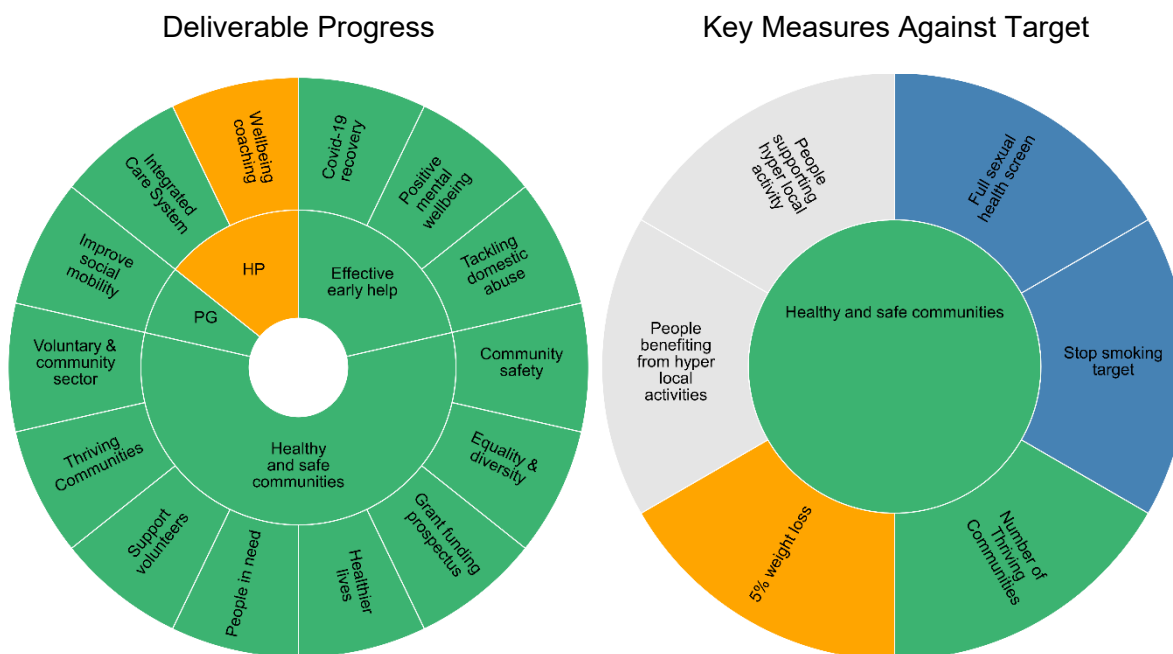 Deliverable Progress
Wellbeing
coaching
Covid-19
recovery
Positive
mental
wellbeing
Tackling
domestic
abuse
Community
safety
Equality &
diversity
Grant funding
prospectus
Healthier
lives
People in need
Support
volunteers
Thriving
Communities
Voluntary &
community
sector
Improve
social
mobility
Integrated
Care System
HP
Effective
early help
PG
Healthy
and safe
communities
Key Measures Against Target
People
supporting
hyper local
activity
Full sexual
health screen
Stop smoking
target
Number of
Thriving
Communities
5% weight loss
People
benefiting
from hyper
local
activities
Healthy and safe communities